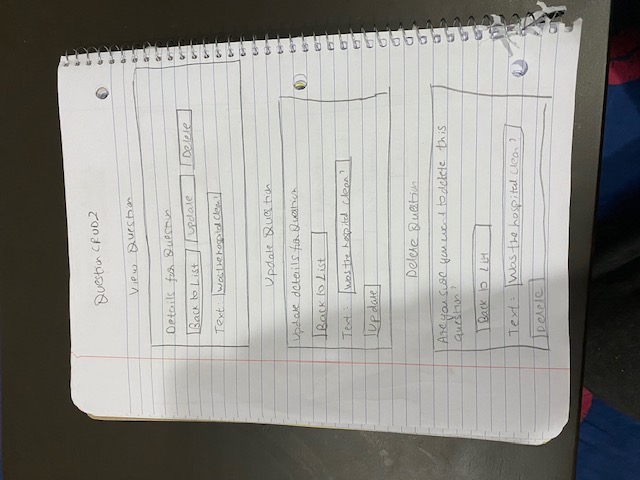 Question CRUD2
View Question
Details for Question
Back to List Update Delete
Text: Was the hospital clean?
Update Question
Update details for Question
Back to List
Text: Was the hospital clean?
Update
Delete Question
Are you sure you want to delete this
question?
Back to List
Text: Was the hospital clean?
Delete